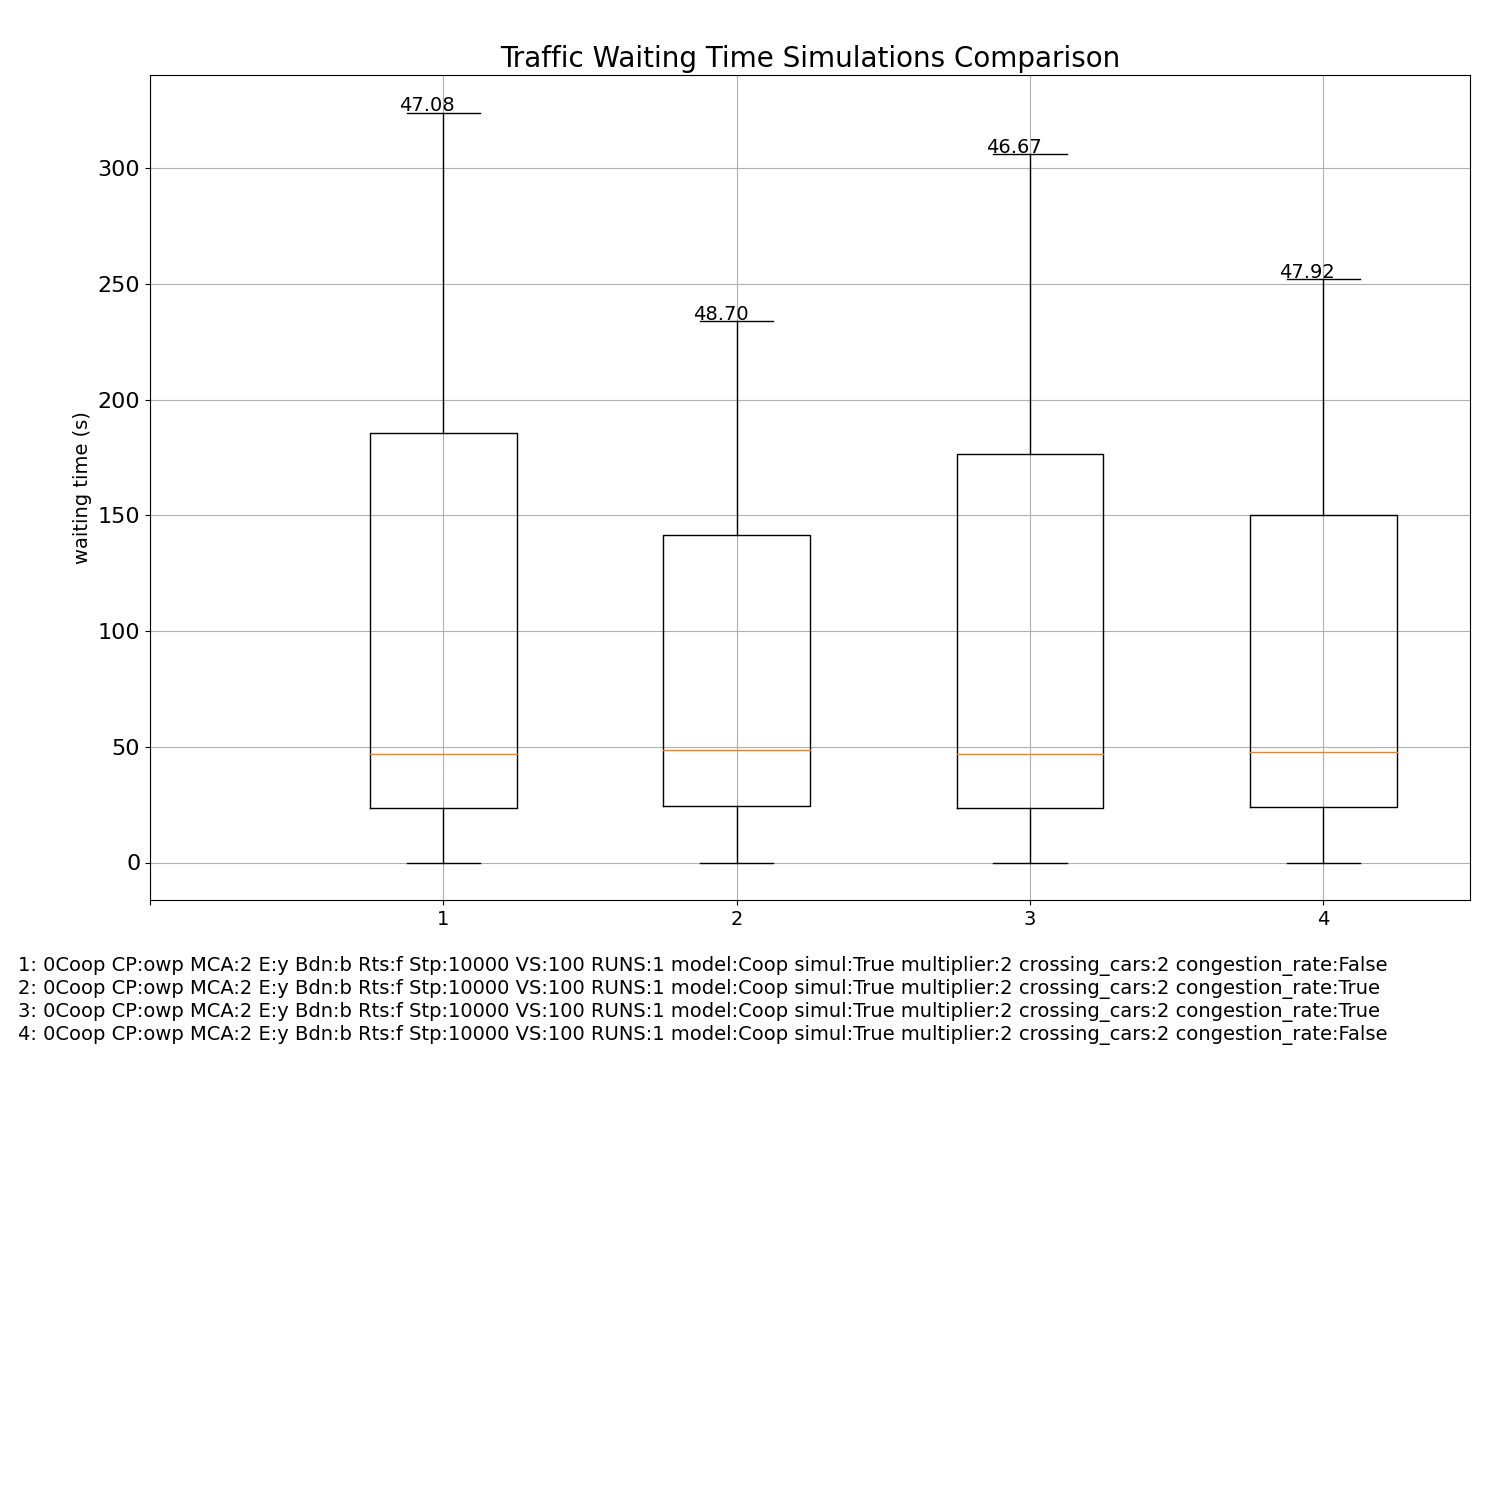 Traffic Waiting Time Simulations Comparison
47.08
46.67
300
47.92
250
48.70
200
waiting time (s)
150
100
50
0
1 2 3 4
1: 0Coop CP:owp MCA:2 E:y Bdn:b Rts:f Stp:10000 VS:100 RUNS:1 model:Coop simul:True multiplier:2 crossing_cars:2 congestion_rate:False
2: 0Coop CP:owp MCA:2 E:y Bdn:b Rts:f Stp:10000 VS:100 RUNS:1 model:Coop simul:True multiplier:2 crossing_cars:2 congestion_rate:True
3: 0Coop CP:owp MCA:2 E:y Bdn:b Rts:f Stp:10000 VS:100 RUNS:1 model:Coop simul:True multiplier:2 crossing_cars:2 congestion_rate:True
4: 0Coop CP:owp MCA:2 E:y Bdn:b Rts:f Stp:10000 VS:100 RUNS:1 model:Coop simul:True multiplier:2 crossing_cars:2 congestion_rate:False